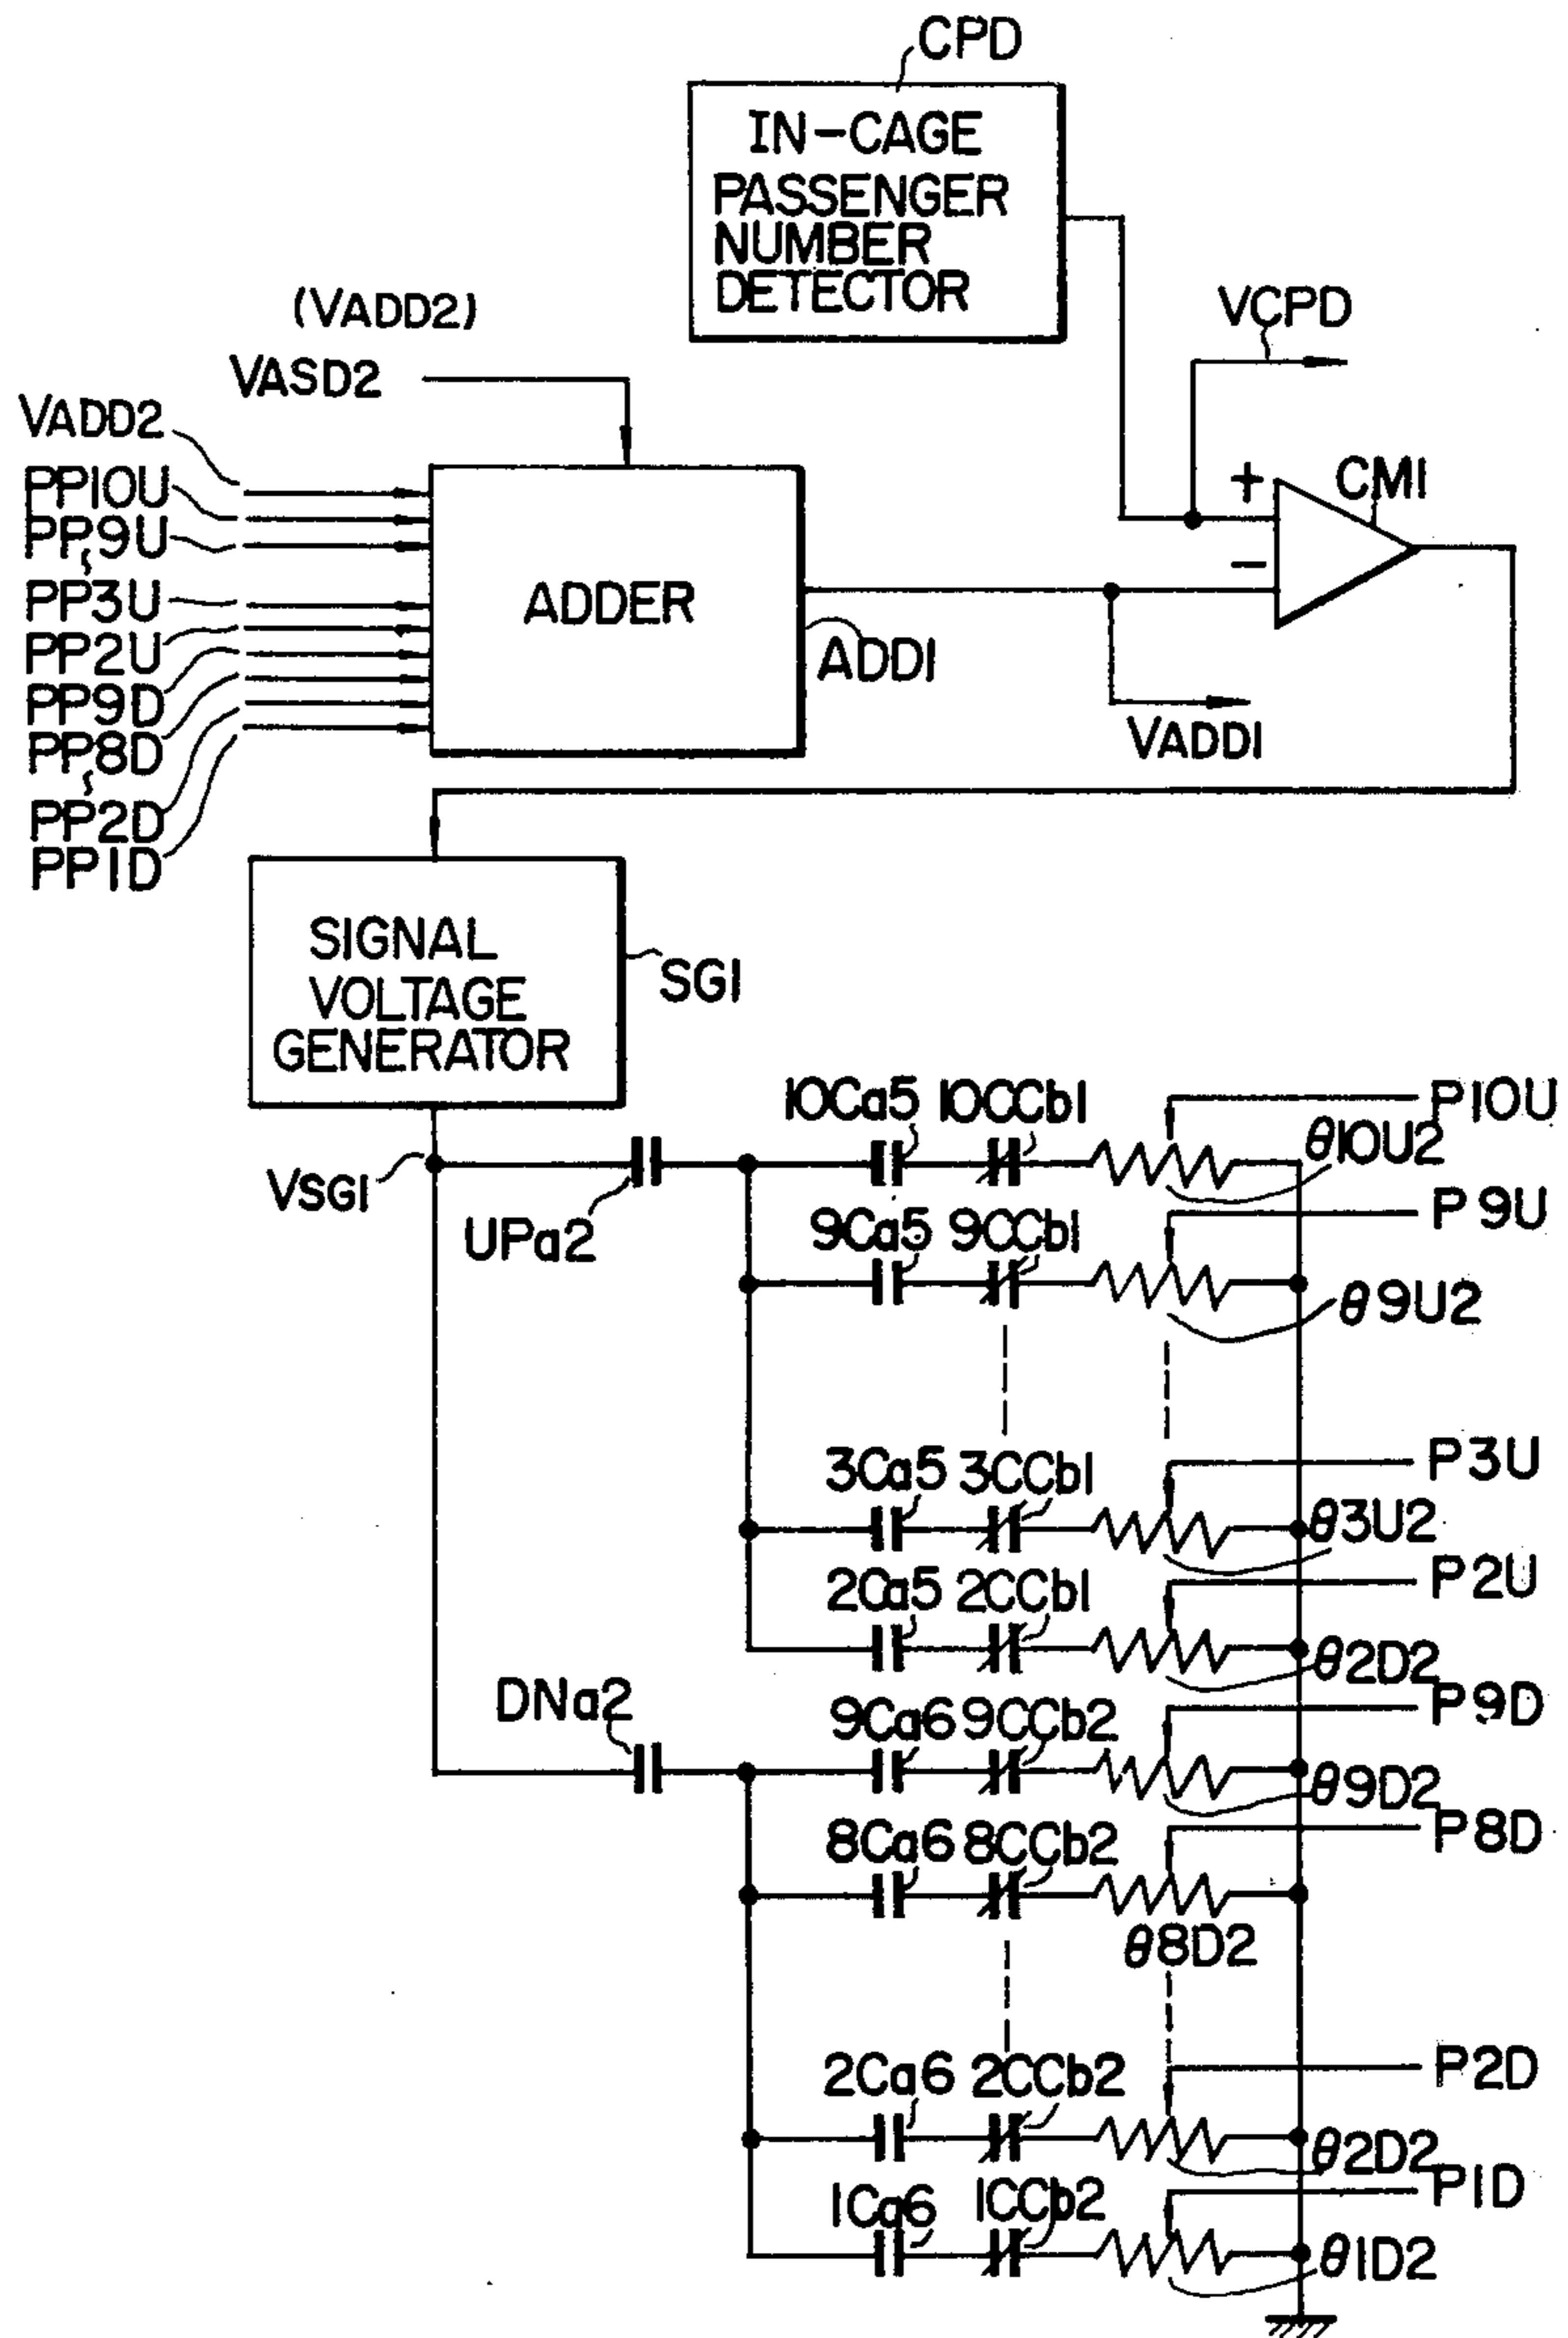 CPD
IN-CAGE
PASSENGER
NUMBER
DETECTOR
(VADD2)
VASD2
VCPD
VADD2
PP10U
PP9U
PP3U
PP2U
PP9D
PP8D
PP2D
PP1D
ADDER
ADD1
+
-
CM1
VADD1
SIGNAL
VOLTAGE
GENERATOR
SG1
VSG1
UPa2
10Ca5 10CCb1
P10U
θ10U2
9Ca5 9CCb1
P9U
θ9U2
3Ca5 3CCb1
P3U
θ3U2
2Ca5 2CCb1
P2U
θ2D2
DNa2
9Ca6 9CCb2
P9D
θ9D2
8Ca6 8CCb2
P8D
θ8D2
2Ca6 2CCb2
P2D
θ2D2
1Ca6 1CCb2
P1D
θ1D2